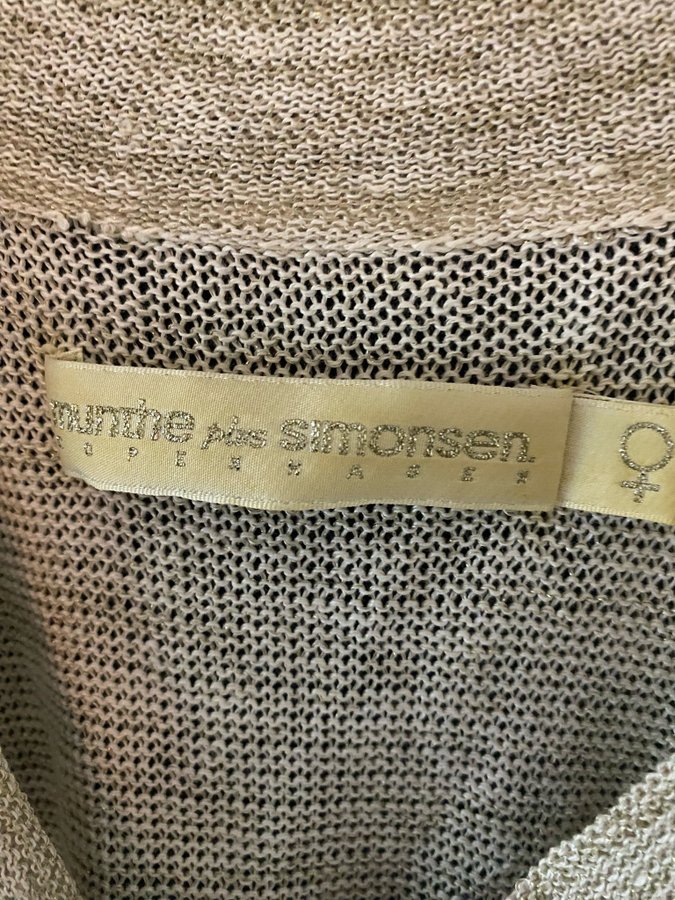 munthe plus simonsen.
COPENHAGEN
♀